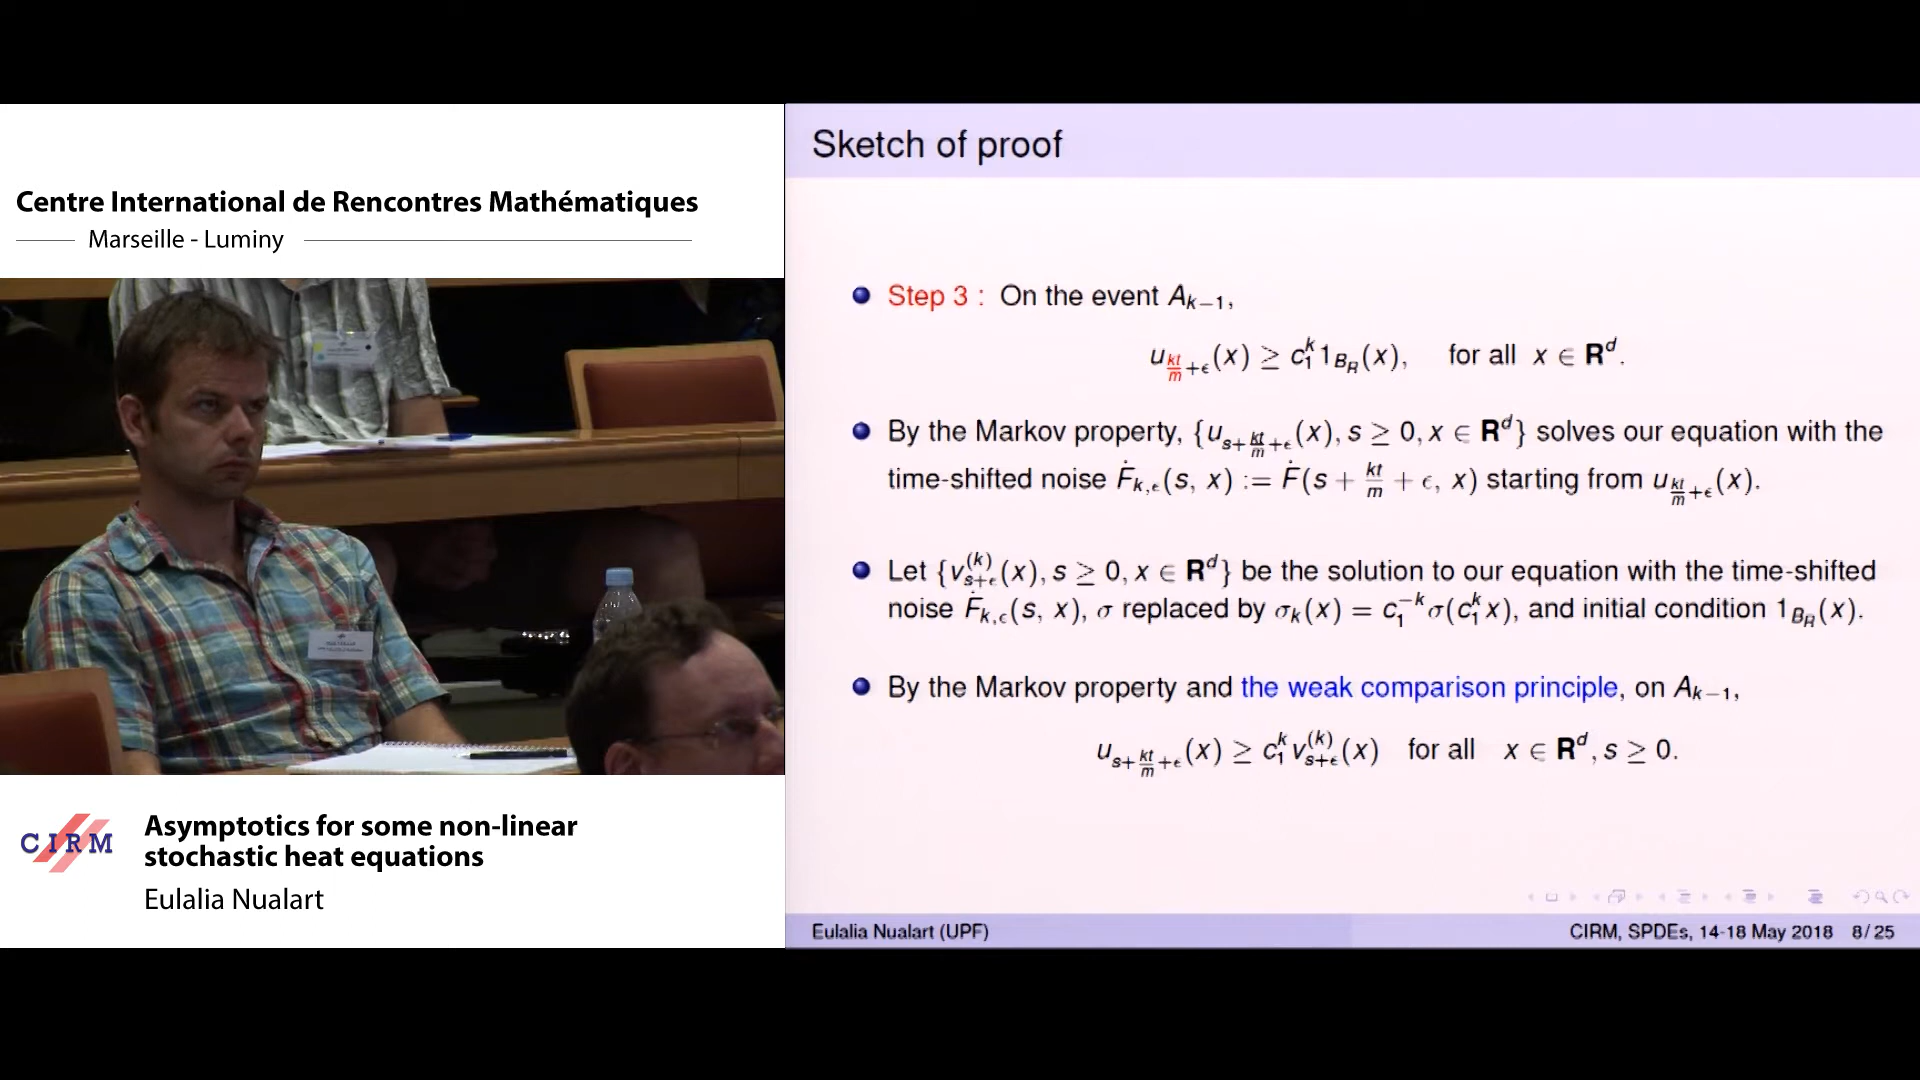 Centre International de Rencontres Mathématiques
Marseille - Luminy
CIRM
Asymptotics for some non-linear
stochastic heat equations
Eulalia Nualart
Sketch of proof
Step 3 : On the event A_{k−1},
u_{kt/m+ϵ}(x) ≥ c_1^k 1_{B_R}(x), for all x ∈ R^d.
By the Markov property, {u_{s+kt/m+ϵ}(x), s ≥ 0, x ∈ R^d} solves our equation with the
time-shifted noise Ḟ_{k,ϵ}(s, x) := Ḟ(s + kt/m + ϵ, x) starting from u_{kt/m+ϵ}(x).
Let {v_{s+ϵ}^{(k)}(x), s ≥ 0, x ∈ R^d} be the solution to our equation with the time-shifted
noise Ḟ_{k,ϵ}(s, x), σ replaced by σ_k(x) = c_1^{−k}σ(c_1^k x), and initial condition 1_{B_R}(x).
By the Markov property and the weak comparison principle, on A_{k−1},
u_{s+kt/m+ϵ}(x) ≥ c_1^k v_{s+ϵ}^{(k)}(x) for all x ∈ R^d, s ≥ 0.
Eulalia Nualart (UPF)
CIRM, SPDEs, 14-18 May 2018 8/25